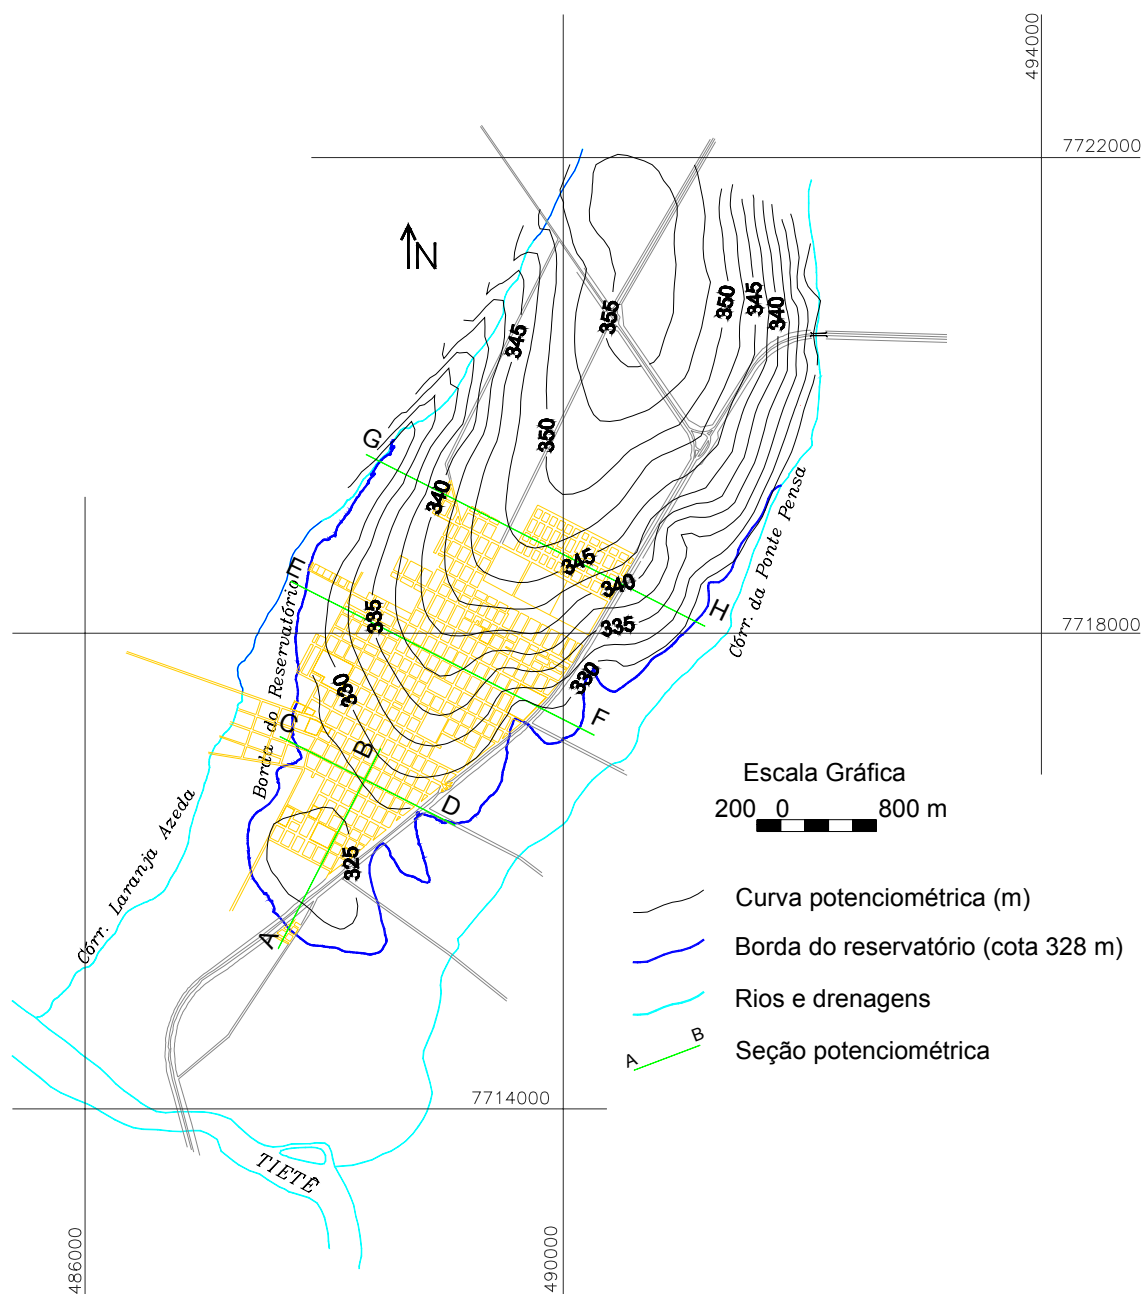 494000
7722000
N
355
350
345
340
345
350
G
340
Córr. da Ponte Pensa
345
340
E
H
335
335
7718000
330
330
Borda do Reservatório
F
C
B
D
Escala Gráfica
200 0 800 m
Córr. Laranja Azeda
325
Curva potenciométrica (m)
A
Borda do reservatório (cota 328 m)
Rios e drenagens
A B
Seção potenciométrica
7714000
TIETÊ
486000
490000